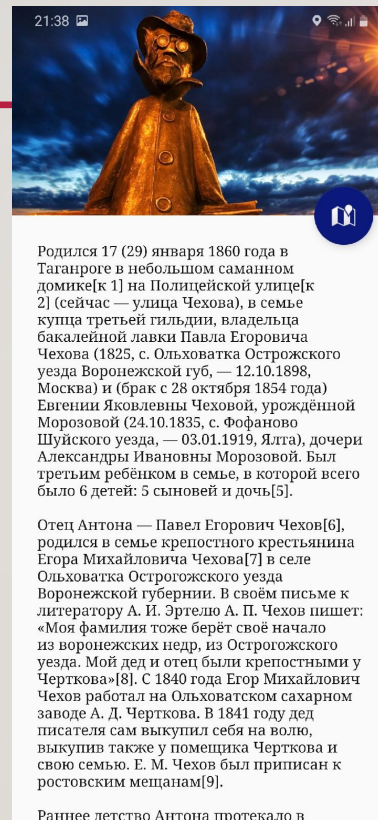 21:38
Родился 17 (29) января 1860 года в
Таганроге в небольшом саманном
домике[к 1] на Полицейской улице[к
2] (сейчас — улица Чехова), в семье
купца третьей гильдии, владельца
бакалейной лавки Павла Егоровича
Чехова (1825, с. Ольховатка Острожского
уезда Воронежской губ, — 12.10.1898,
Москва) и (брак с 28 октября 1854 года)
Евгении Яковлевны Чеховой, урождённой
Морозовой (24.10.1835, с. Фофаново
Шуйского уезда, — 03.01.1919, Ялта), дочери
Александры Ивановны Морозовой. Был
третьим ребёнком в семье, в которой всего
было 6 детей: 5 сыновей и дочь[5].
Отец Антона — Павел Егорович Чехов[6],
родился в семье крепостного крестьянина
Егора Михайловича Чехова[7] в селе
Ольховатка Острогожского уезда
Воронежской губернии. В своём письме к
литератору А. И. Эртелю А. П. Чехов пишет:
«Моя фамилия тоже берёт своё начало
из воронежских недр, из Острогожского
уезда. Мой дед и отец были крепостными у
Черткова»[8]. С 1840 года Егор Михайлович
Чехов работал на Ольховатском сахарном
заводе А. Д. Черткова. В 1841 году дед
писателя сам выкупил себя на волю,
выкупив также у помещика Черткова и
свою семью. Е. М. Чехов был приписан к
ростовским мещанам[9].
Раннее детство Антона протекало в